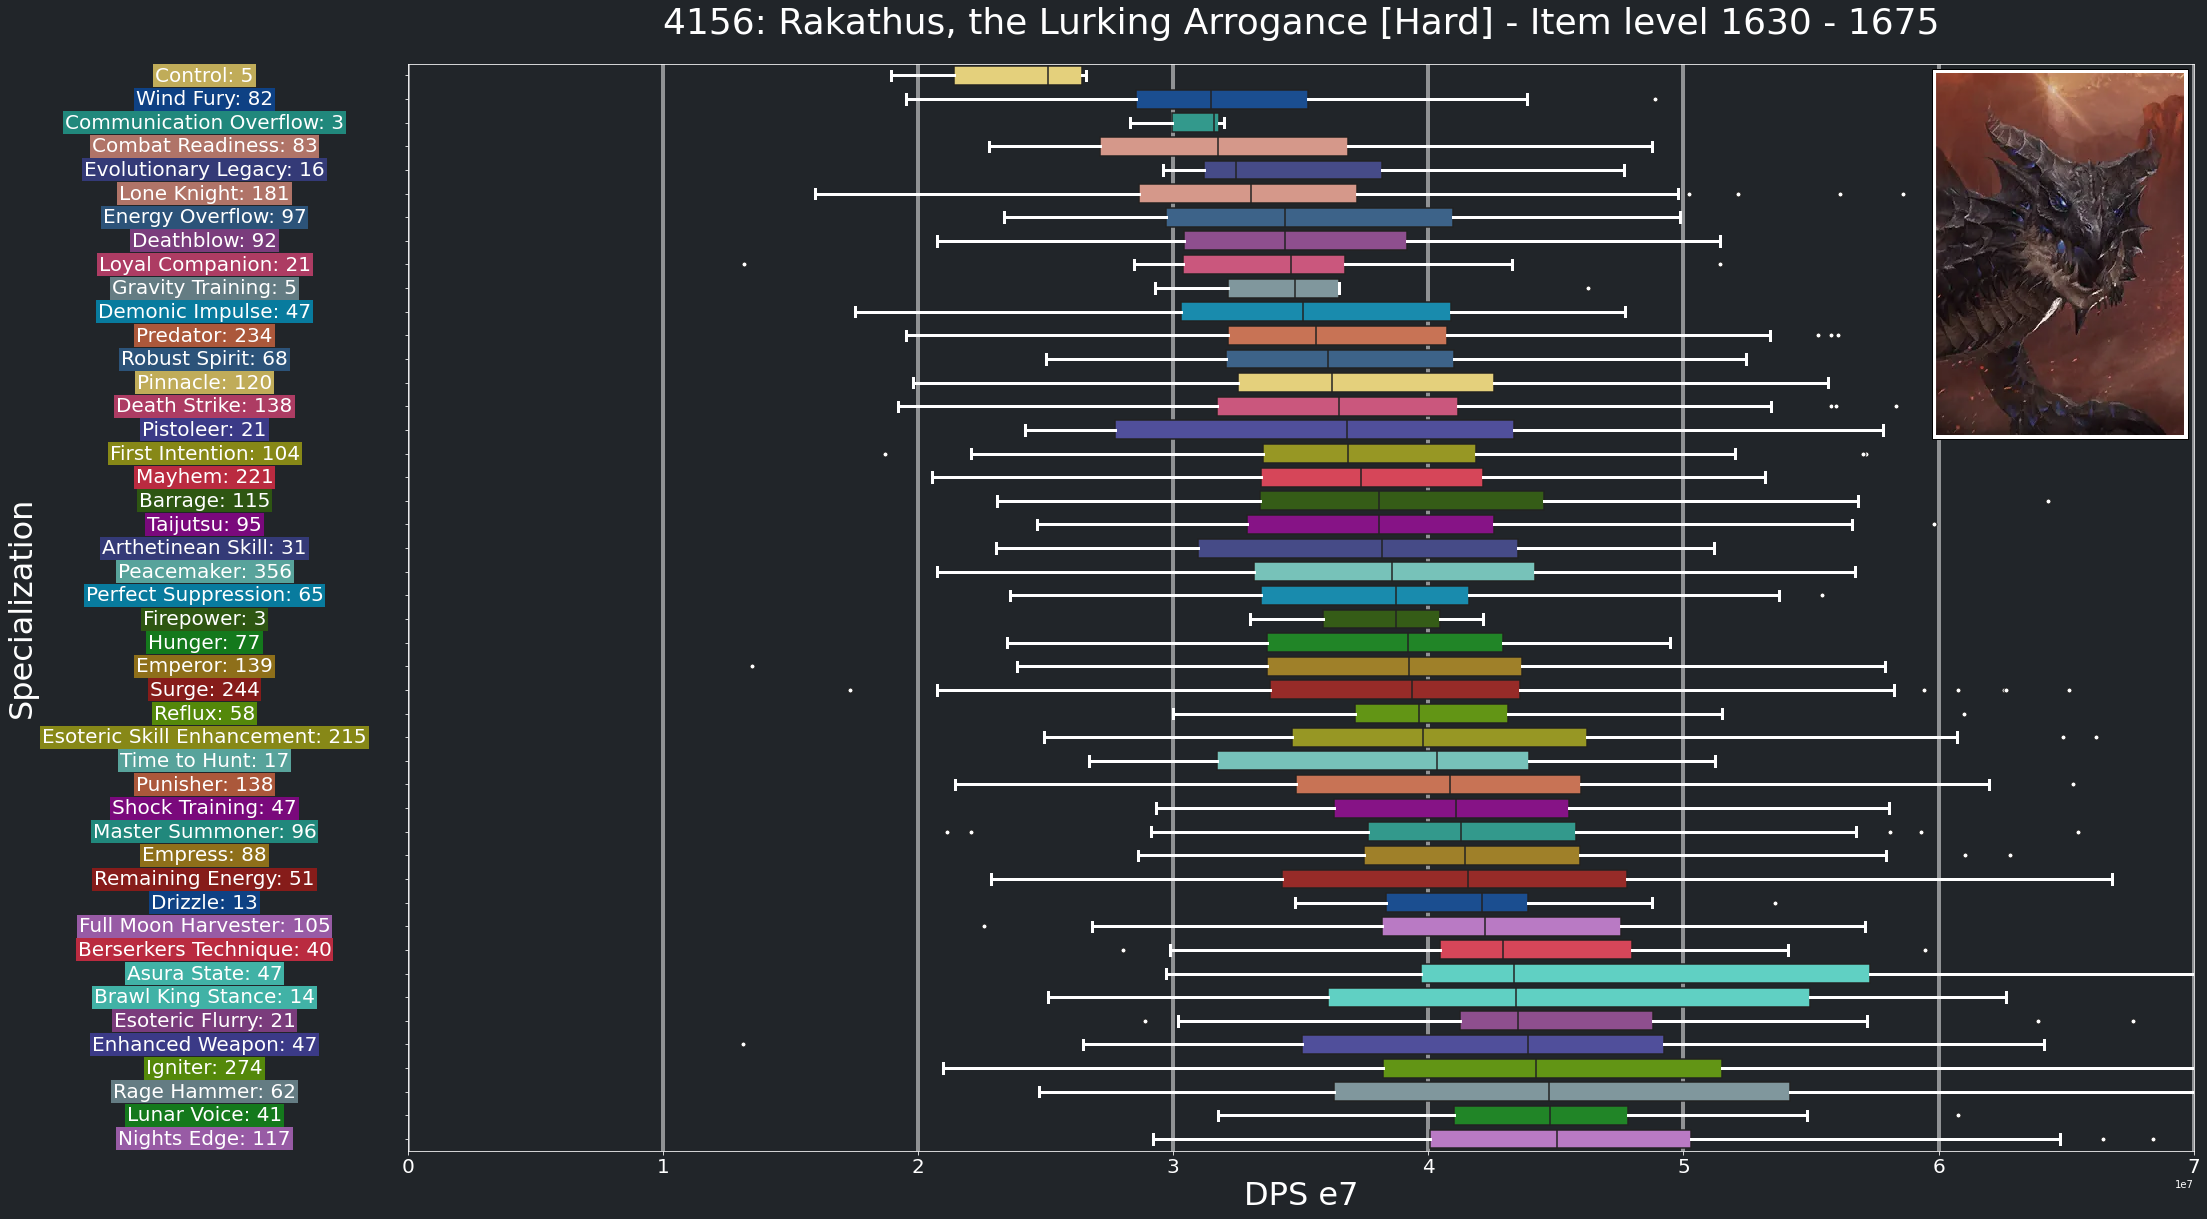 4156: Rakathus, the Lurking Arrogance [Hard] - Item level 1630 - 1675
Specialization
Control: 5
Wind Fury: 82
Communication Overflow: 3
Combat Readiness: 83
Evolutionary Legacy: 16
Lone Knight: 181
Energy Overflow: 97
Deathblow: 92
Loyal Companion: 21
Gravity Training: 5
Demonic Impulse: 47
Predator: 234
Robust Spirit: 68
Pinnacle: 120
Death Strike: 138
Pistoleer: 21
First Intention: 104
Mayhem: 221
Barrage: 115
Taijutsu: 95
Arthetinean Skill: 31
Peacemaker: 356
Perfect Suppression: 65
Firepower: 3
Hunger: 77
Emperor: 139
Surge: 244
Reflux: 58
Esoteric Skill Enhancement: 215
Time to Hunt: 17
Punisher: 138
Shock Training: 47
Master Summoner: 96
Empress: 88
Remaining Energy: 51
Drizzle: 13
Full Moon Harvester: 105
Berserkers Technique: 40
Asura State: 47
Brawl King Stance: 14
Esoteric Flurry: 21
Enhanced Weapon: 47
Igniter: 274
Rage Hammer: 62
Lunar Voice: 41
Nights Edge: 117
0 1 2 3 4 5 6 7
1e7
DPS e7